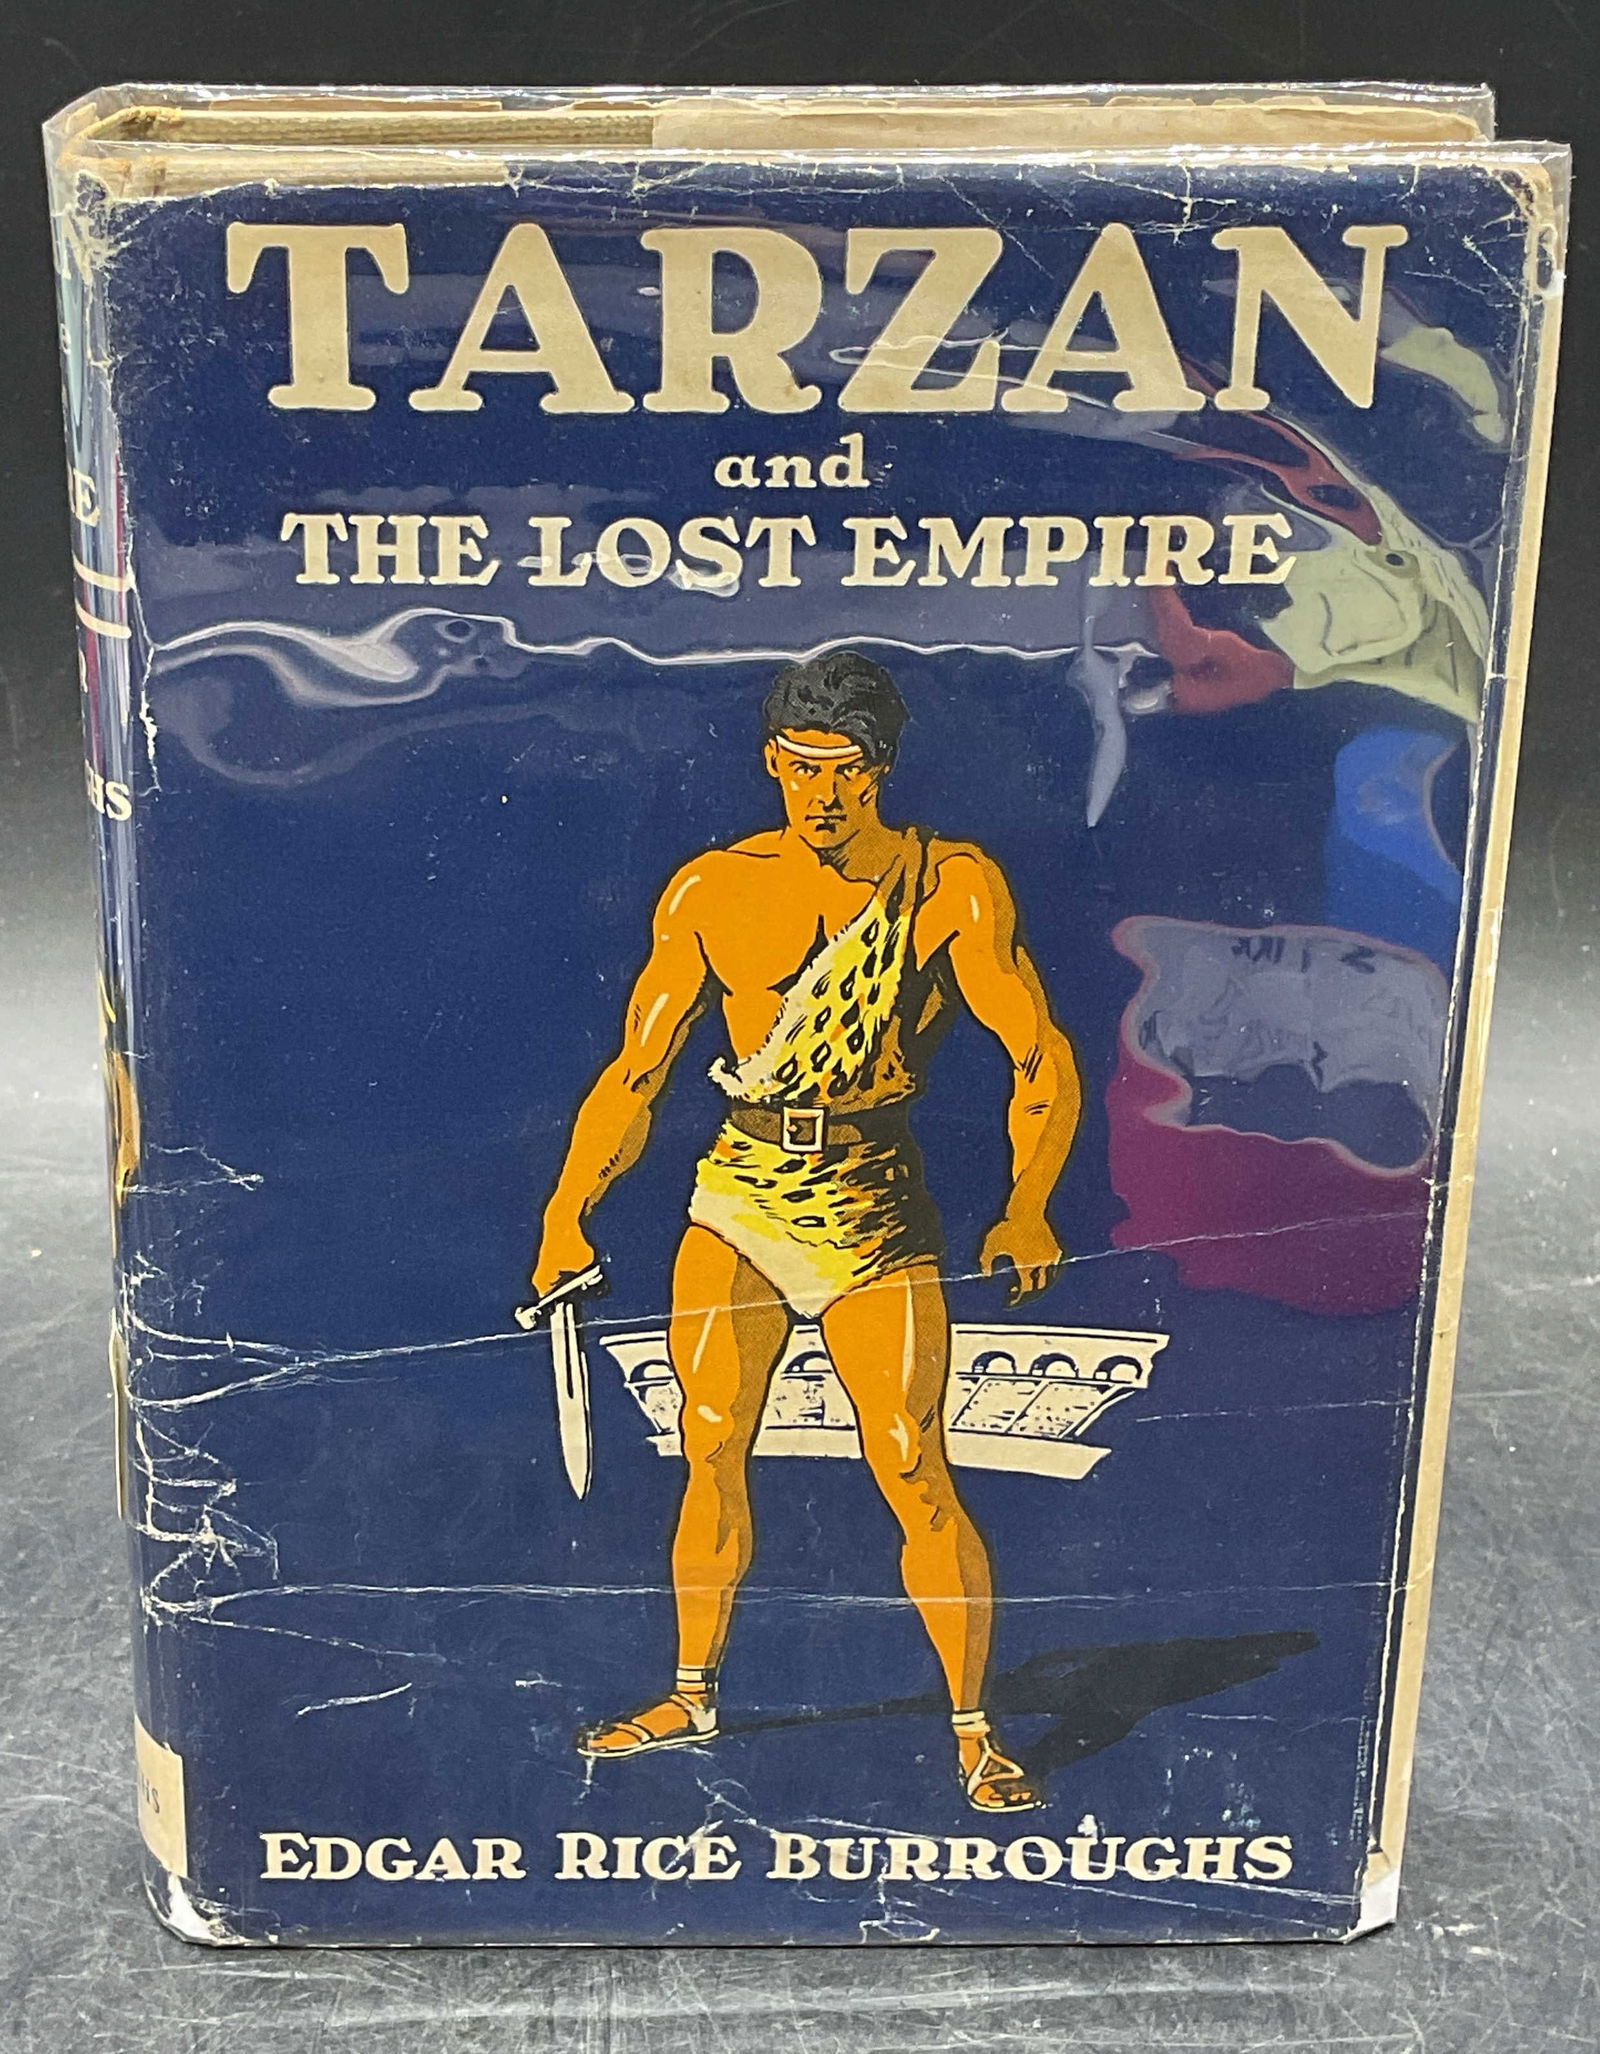 TARZAN
and
THE LOST EMPIRE
EDGAR RICE BURROUGHS